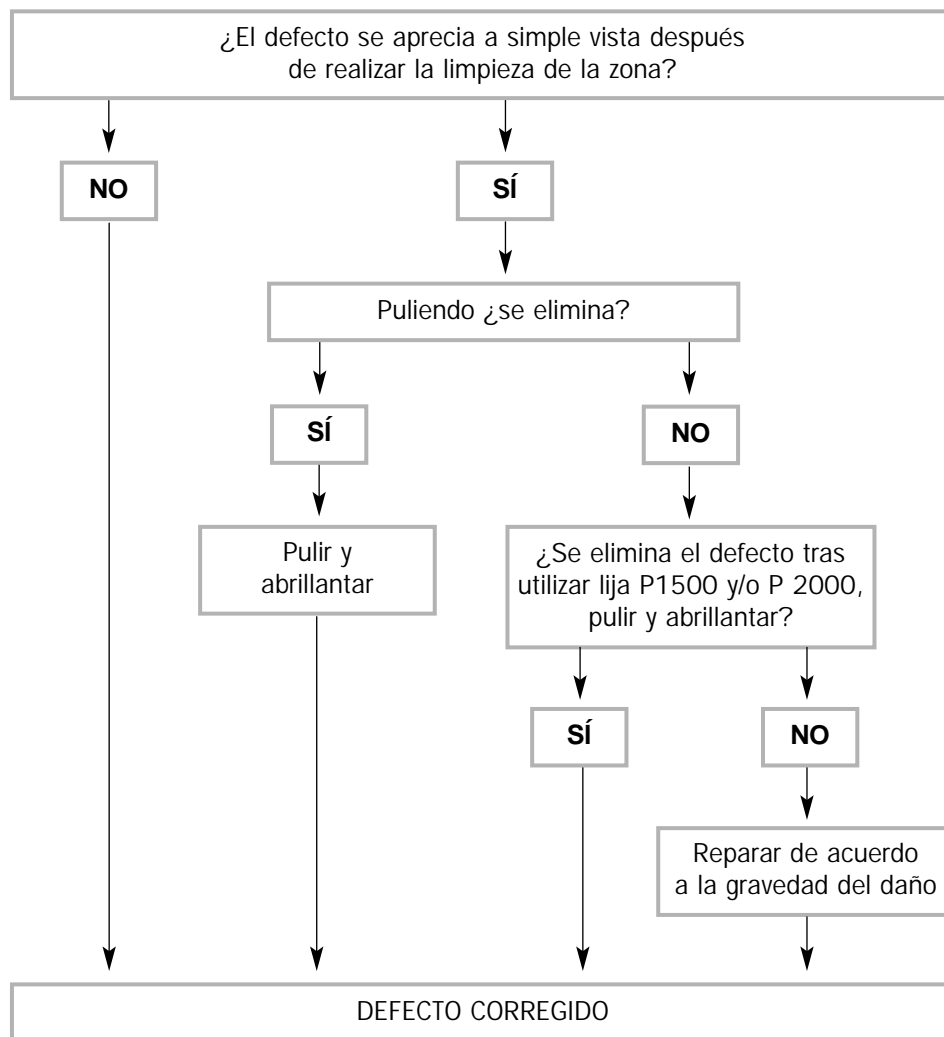 ¿El defecto se aprecia a simple vista después
de realizar la limpieza de la zona?
NO
SÍ
Puliendo ¿se elimina?
SÍ
NO
Pulir y
abrillantar
¿Se elimina el defecto tras
utilizar lija P1500 y/o P 2000,
pulir y abrillantar?
SÍ
NO
Reparar de acuerdo
a la gravedad del daño
DEFECTO CORREGIDO